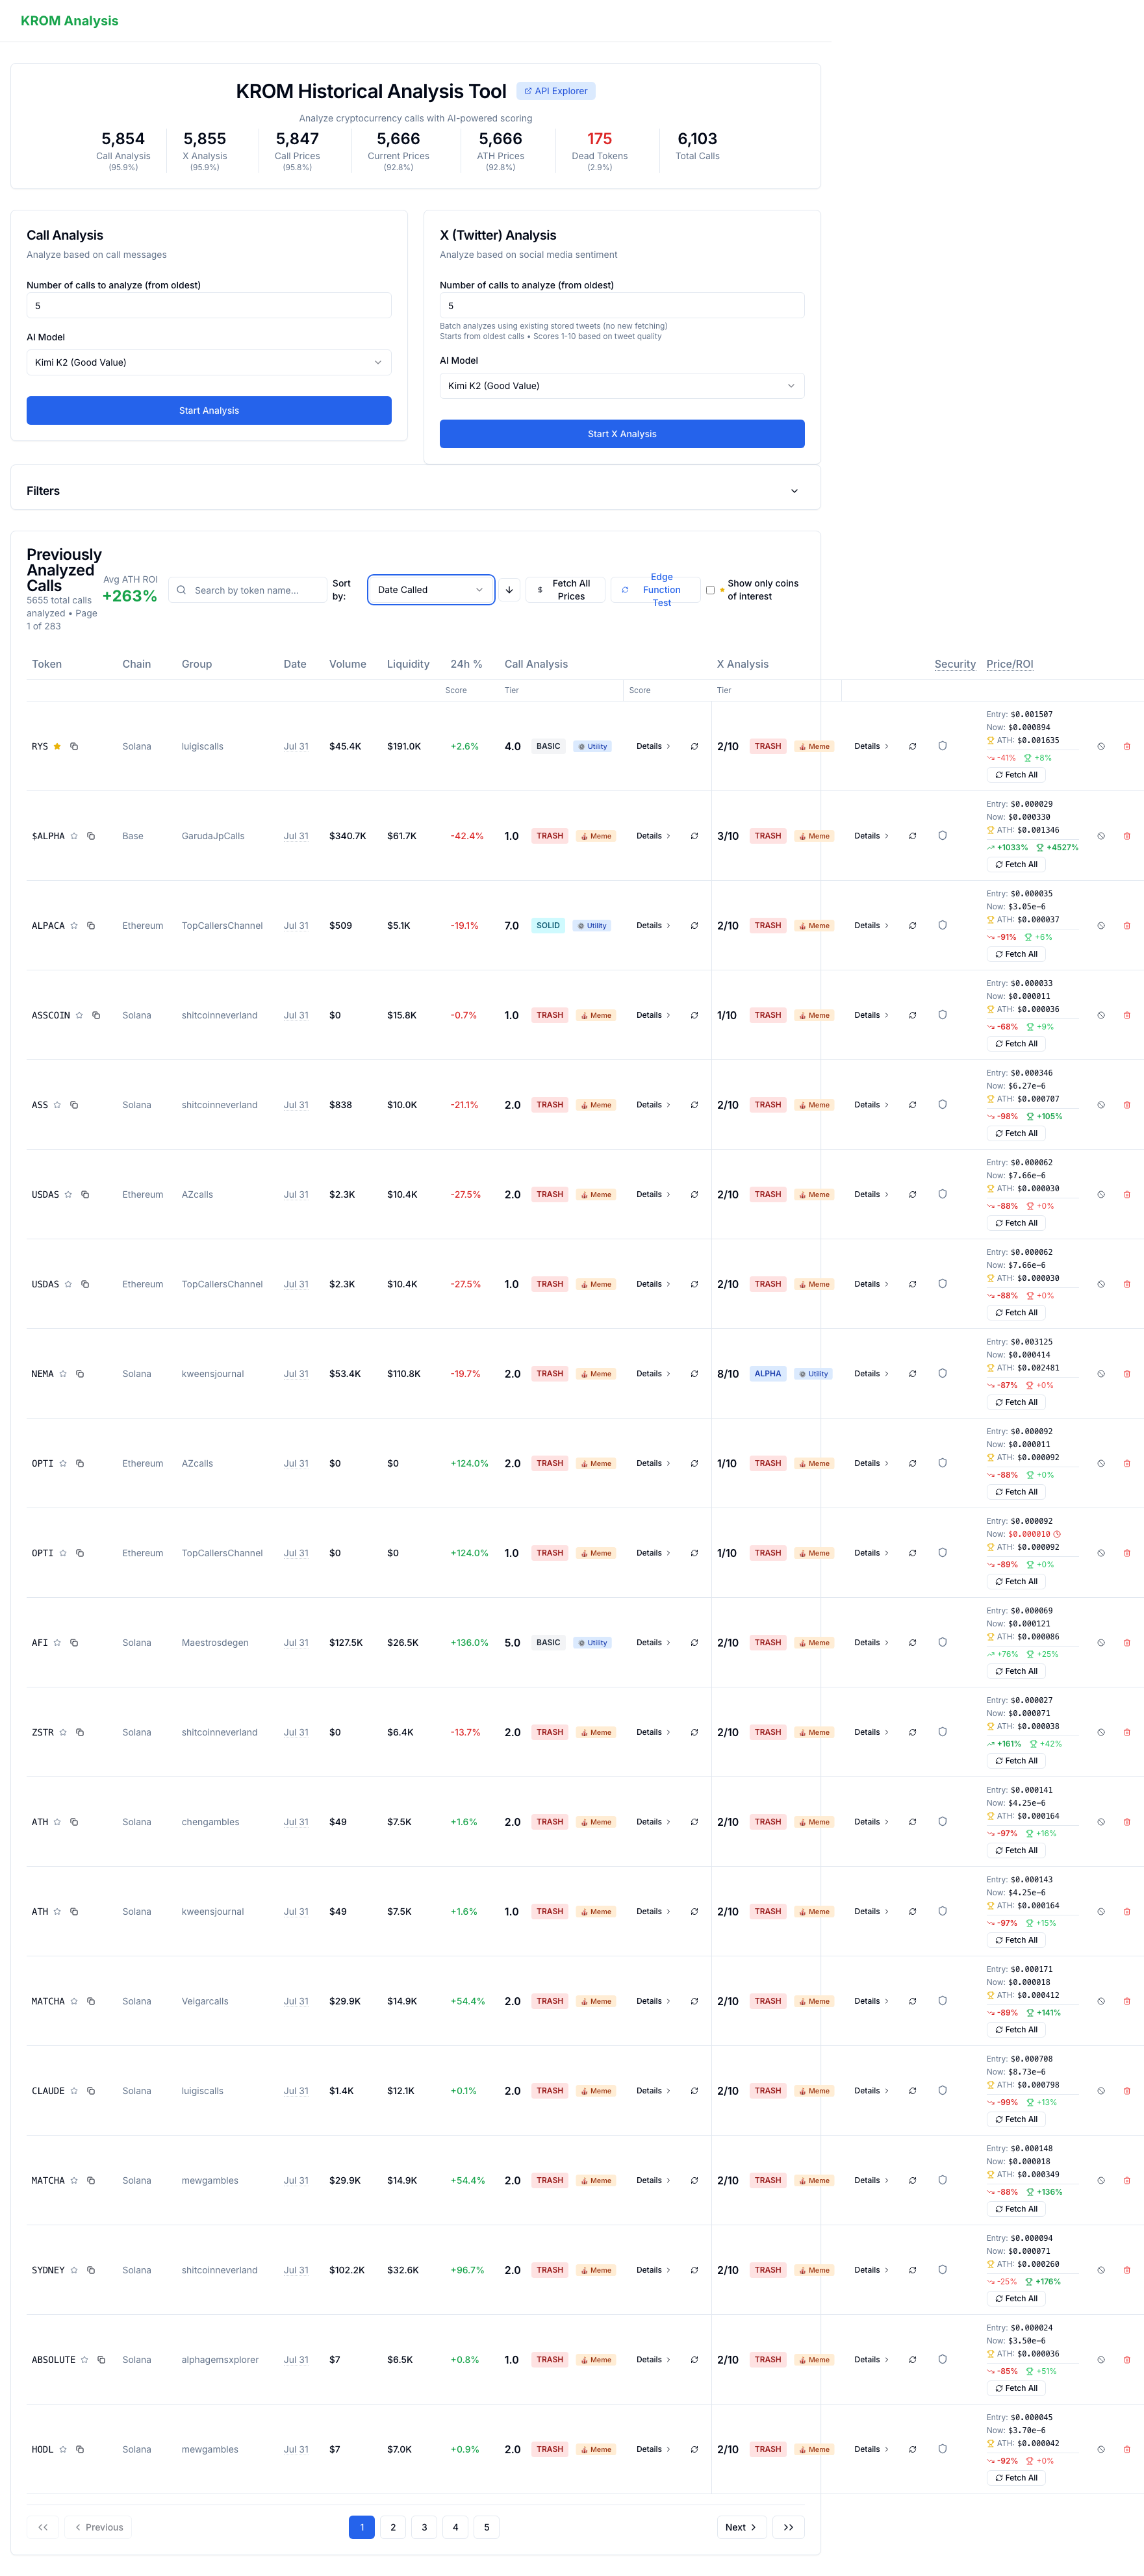 KROM Analysis
KROM Historical Analysis Tool
API Explorer
Analyze cryptocurrency calls with AI-powered scoring
5,854 5,855 5,847 5,666 5,666 175 6,103
Call Analysis X Analysis Call Prices Current Prices ATH Prices Dead Tokens Total Calls
(95.9%) (95.9%) (95.8%) (92.8%) (92.8%) (2.9%)
Call Analysis
Analyze based on call messages
Number of calls to analyze (from oldest)
5
AI Model
Kimi K2 (Good Value)
Start Analysis
X (Twitter) Analysis
Analyze based on social media sentiment
Number of calls to analyze (from oldest)
5
Batch analyzes using existing stored tweets (no new fetching)
Starts from oldest calls • Scores 1-10 based on tweet quality
AI Model
Kimi K2 (Good Value)
Start X Analysis
Filters
Previously
Analyzed
Calls
5655 total calls
analyzed • Page
1 of 283
Avg ATH ROI
+263%
Search by token name...
Sort
by:
Date Called
$ Fetch All
Prices
Edge
Function
Test
Show only coins
of interest
Token Chain Group Date Volume Liquidity 24h % Call Analysis X Analysis Security Price/ROI
Score Tier Score Tier
RYS Solana luigiscalls Jul 31 $45.4K $191.0K +2.6% 4.0 BASIC Utility Details 2/10 TRASH Meme Details
Entry: $0.001507
Now: $0.000894
ATH: $0.001635
-41% +8%
Fetch All
$ALPHA Base GarudaJpCalls Jul 31 $340.7K $61.7K -42.4% 1.0 TRASH Meme Details 3/10 TRASH Meme Details
Entry: $0.000029
Now: $0.000330
ATH: $0.001346
+1033% +4527%
Fetch All
ALPACA Ethereum TopCallersChannel Jul 31 $509 $5.1K -19.1% 7.0 SOLID Utility Details 2/10 TRASH Meme Details
Entry: $0.000035
Now: $3.05e-6
ATH: $0.000037
-91% +6%
Fetch All
ASSCOIN Solana shitcoinneverland Jul 31 $0 $15.8K -0.7% 1.0 TRASH Meme Details 1/10 TRASH Meme Details
Entry: $0.000033
Now: $0.000011
ATH: $0.000036
-68% +9%
Fetch All
ASS Solana shitcoinneverland Jul 31 $838 $10.0K -21.1% 2.0 TRASH Meme Details 2/10 TRASH Meme Details
Entry: $0.000346
Now: $6.27e-6
ATH: $0.000707
-98% +105%
Fetch All
USDAS Ethereum AZcalls Jul 31 $2.3K $10.4K -27.5% 2.0 TRASH Meme Details 2/10 TRASH Meme Details
Entry: $0.000062
Now: $7.66e-6
ATH: $0.000030
-88% +0%
Fetch All
USDAS Ethereum TopCallersChannel Jul 31 $2.3K $10.4K -27.5% 1.0 TRASH Meme Details 2/10 TRASH Meme Details
Entry: $0.000062
Now: $7.66e-6
ATH: $0.000030
-88% +0%
Fetch All
NEMA Solana kweensjournal Jul 31 $53.4K $110.8K -19.7% 2.0 TRASH Meme Details 8/10 ALPHA Utility Details
Entry: $0.003125
Now: $0.000414
ATH: $0.002481
-87% +0%
Fetch All
OPTI Ethereum AZcalls Jul 31 $0 $0 +124.0% 2.0 TRASH Meme Details 1/10 TRASH Meme Details
Entry: $0.000092
Now: $0.000011
ATH: $0.000092
-88% +0%
Fetch All
OPTI Ethereum TopCallersChannel Jul 31 $0 $0 +124.0% 1.0 TRASH Meme Details 1/10 TRASH Meme Details
Entry: $0.000092
Now: $0.000010
ATH: $0.000092
-89% +0%
Fetch All
AFI Solana Maestrosdegen Jul 31 $127.5K $26.5K +136.0% 5.0 BASIC Utility Details 2/10 TRASH Meme Details
Entry: $0.000069
Now: $0.000121
ATH: $0.000086
+76% +25%
Fetch All
ZSTR Solana shitcoinneverland Jul 31 $0 $6.4K -13.7% 2.0 TRASH Meme Details 2/10 TRASH Meme Details
Entry: $0.000027
Now: $0.000071
ATH: $0.000038
+161% +42%
Fetch All
ATH Solana chengambles Jul 31 $49 $7.5K +1.6% 2.0 TRASH Meme Details 2/10 TRASH Meme Details
Entry: $0.000141
Now: $4.25e-6
ATH: $0.000164
-97% +16%
Fetch All
ATH Solana kweensjournal Jul 31 $49 $7.5K +1.6% 1.0 TRASH Meme Details 2/10 TRASH Meme Details
Entry: $0.000143
Now: $4.25e-6
ATH: $0.000164
-97% +15%
Fetch All
MATCHA Solana Veigarcalls Jul 31 $29.9K $14.9K +54.4% 2.0 TRASH Meme Details 2/10 TRASH Meme Details
Entry: $0.000171
Now: $0.000018
ATH: $0.000412
-89% +141%
Fetch All
CLAUDE Solana luigiscalls Jul 31 $1.4K $12.1K +0.1% 2.0 TRASH Meme Details 2/10 TRASH Meme Details
Entry: $0.000708
Now: $8.73e-6
ATH: $0.000798
-99% +13%
Fetch All
MATCHA Solana mewgambles Jul 31 $29.9K $14.9K +54.4% 2.0 TRASH Meme Details 2/10 TRASH Meme Details
Entry: $0.000148
Now: $0.000018
ATH: $0.000349
-88% +136%
Fetch All
SYDNEY Solana shitcoinneverland Jul 31 $102.2K $32.6K +96.7% 2.0 TRASH Meme Details 2/10 TRASH Meme Details
Entry: $0.000094
Now: $0.000071
ATH: $0.000260
-25% +176%
Fetch All
ABSOLUTE Solana alphagemsxplorer Jul 31 $7 $6.5K +0.8% 1.0 TRASH Meme Details 2/10 TRASH Meme Details
Entry: $0.000024
Now: $3.50e-6
ATH: $0.000036
-85% +51%
Fetch All
HODL Solana mewgambles Jul 31 $7 $7.0K +0.9% 2.0 TRASH Meme Details 2/10 TRASH Meme Details
Entry: $0.000045
Now: $3.70e-6
ATH: $0.000042
-92% +0%
Fetch All
Previous 1 2 3 4 5 Next